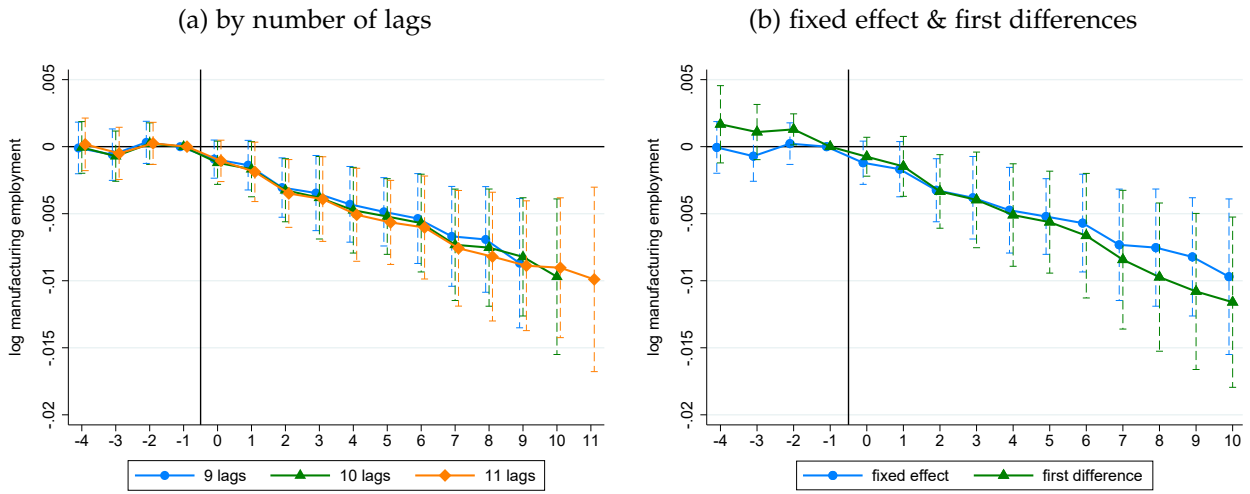 (a) by number of lags
log manufacturing employment
.005
0
-.005
-.01
-.015
-.02
-4 -3 -2 -1 0 1 2 3 4 5 6 7 8 9 10 11
9 lags 10 lags 11 lags
(b) fixed effect & first differences
log manufacturing employment
.005
0
-.005
-.01
-.015
-.02
-4 -3 -2 -1 0 1 2 3 4 5 6 7 8 9 10
fixed effect first difference